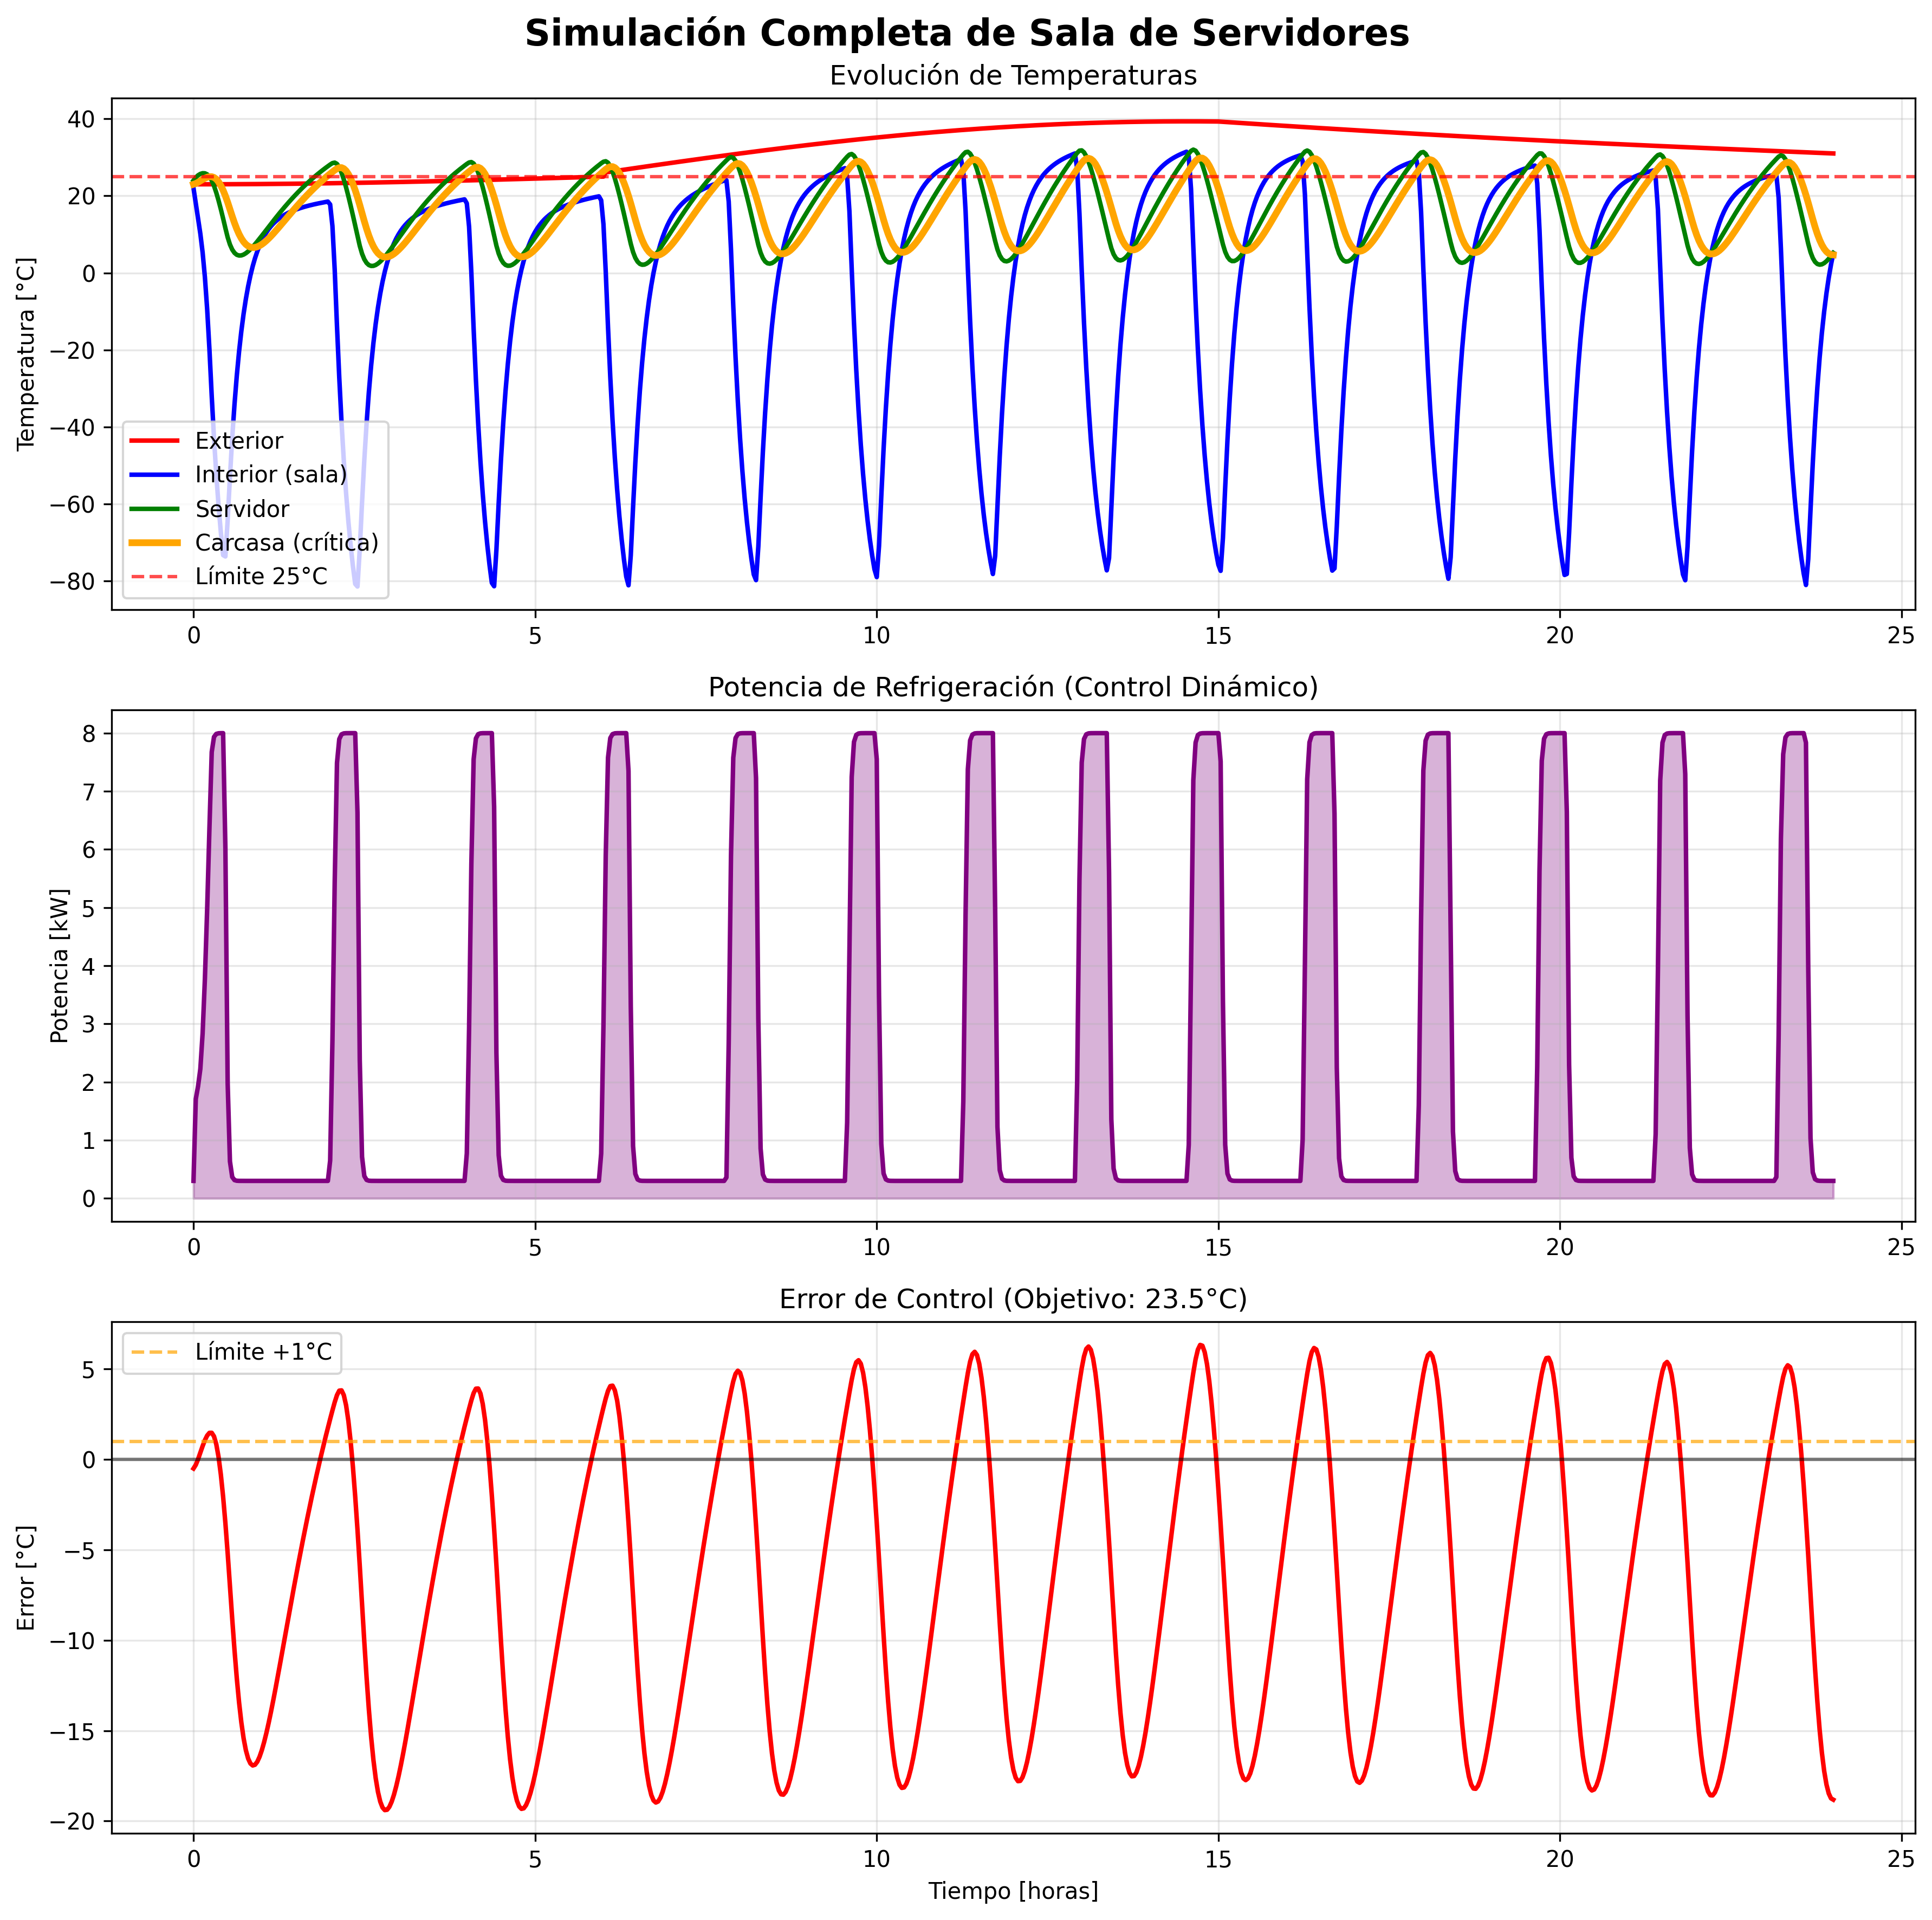 Simulación Completa de Sala de Servidores
Evolución de Temperaturas
Temperatura [°C]
40
20
0
−20
−40
−60
−80
Exterior
Interior (sala)
Servidor
Carcasa (crítica)
Límite 25°C
0 5 10 15 20 25
Potencia de Refrigeración (Control Dinámico)
Potencia [kW]
8
7
6
5
4
3
2
1
0
0 5 10 15 20 25
Error de Control (Objetivo: 23.5°C)
Límite +1°C
Error [°C]
5
0
−5
−10
−15
−20
0 5 10 15 20 25
Tiempo [horas]